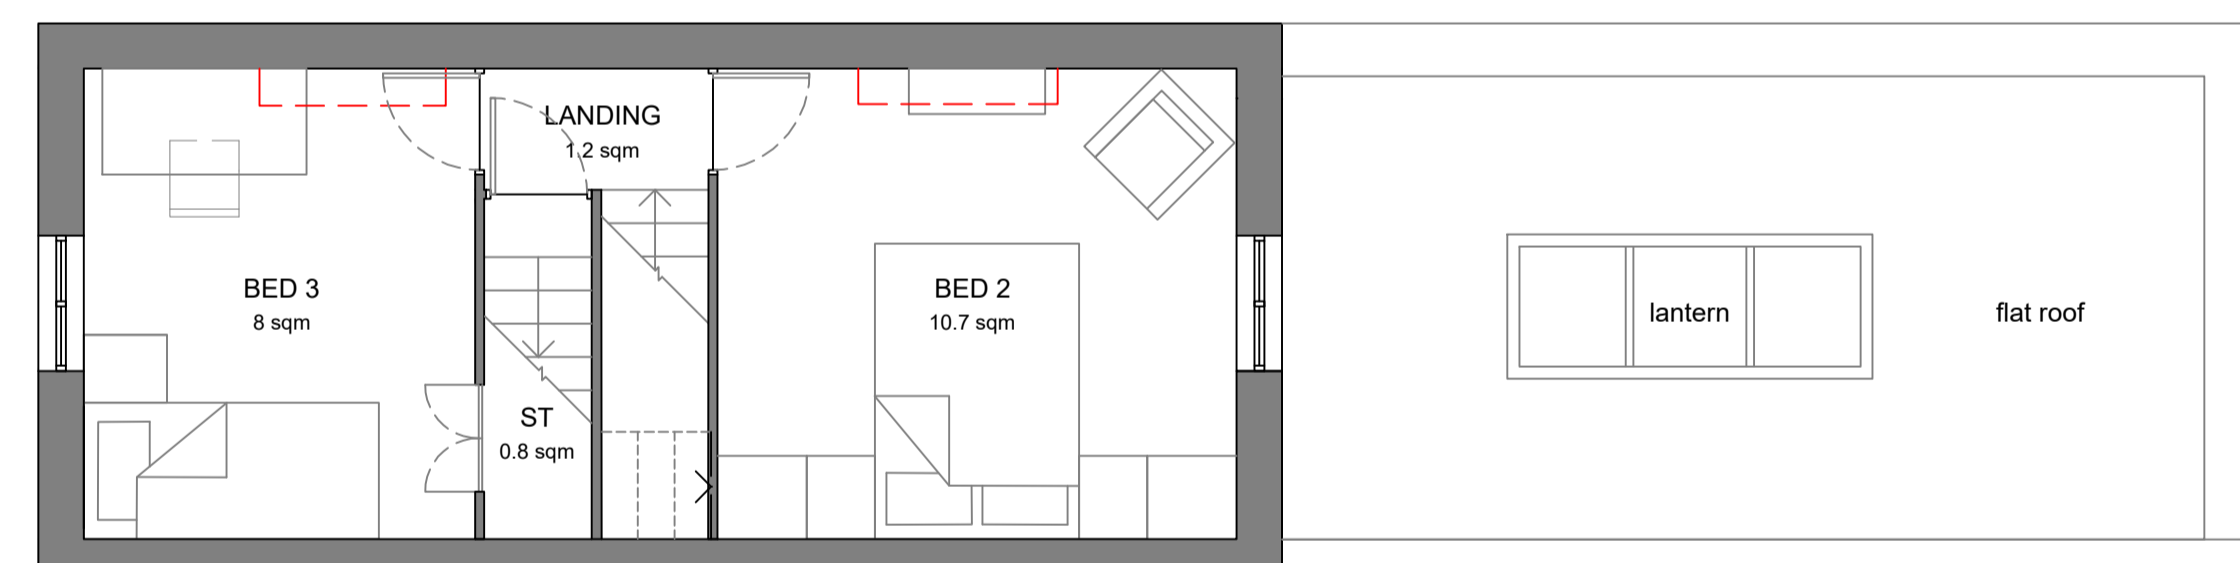 LANDING
1.2 sqm
BED 3
8 sqm
BED 2
10.7 sqm
lantern
flat roof
ST
0.8 sqm